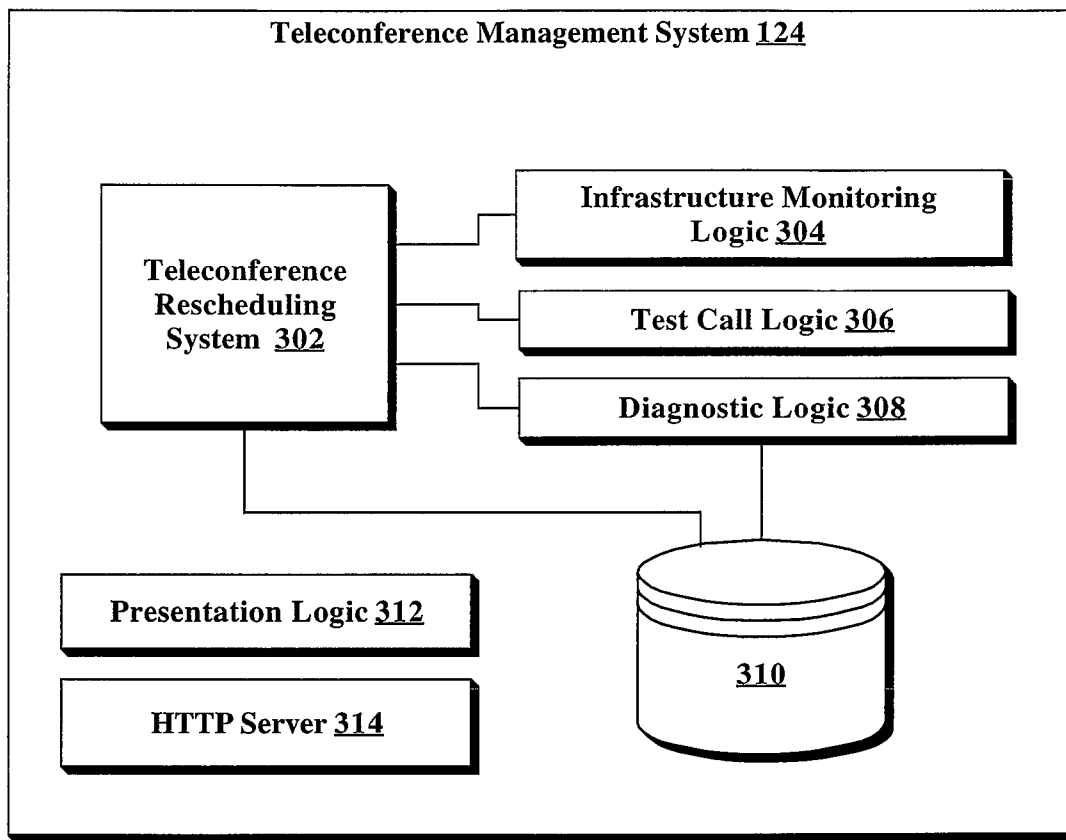 Teleconference Management System 124
Infrastructure Monitoring
Logic 304
Teleconference
Rescheduling
System 302
Test Call Logic 306
Diagnostic Logic 308
Presentation Logic 312
310
HTTP Server 314